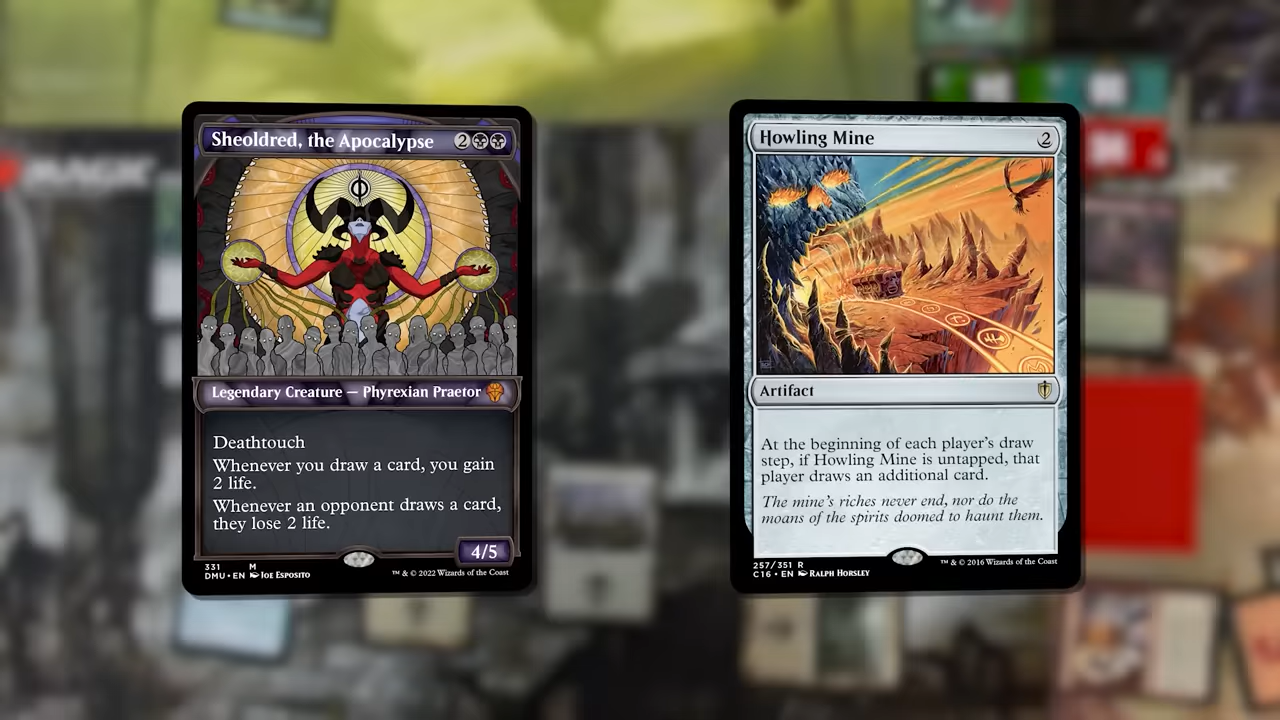 MAGIC
Sheoldred, the Apocalypse 2
Legendary Creature — Phyrexian Praetor
Deathtouch
Whenever you draw a card, you gain
2 life.
Whenever an opponent draws a card,
they lose 2 life.
4/5
331 M
DMU • EN Joe Esposito
™ & © 2022 Wizards of the Coast
Howling Mine 2
Artifact
At the beginning of each player's draw
step, if Howling Mine is untapped, that
player draws an additional card.
The mine's riches never end, nor do the
moans of the spirits doomed to haunt them.
257/351 R
C16 • EN Ralph Horsley
™ & © 2016 Wizards of the Coast